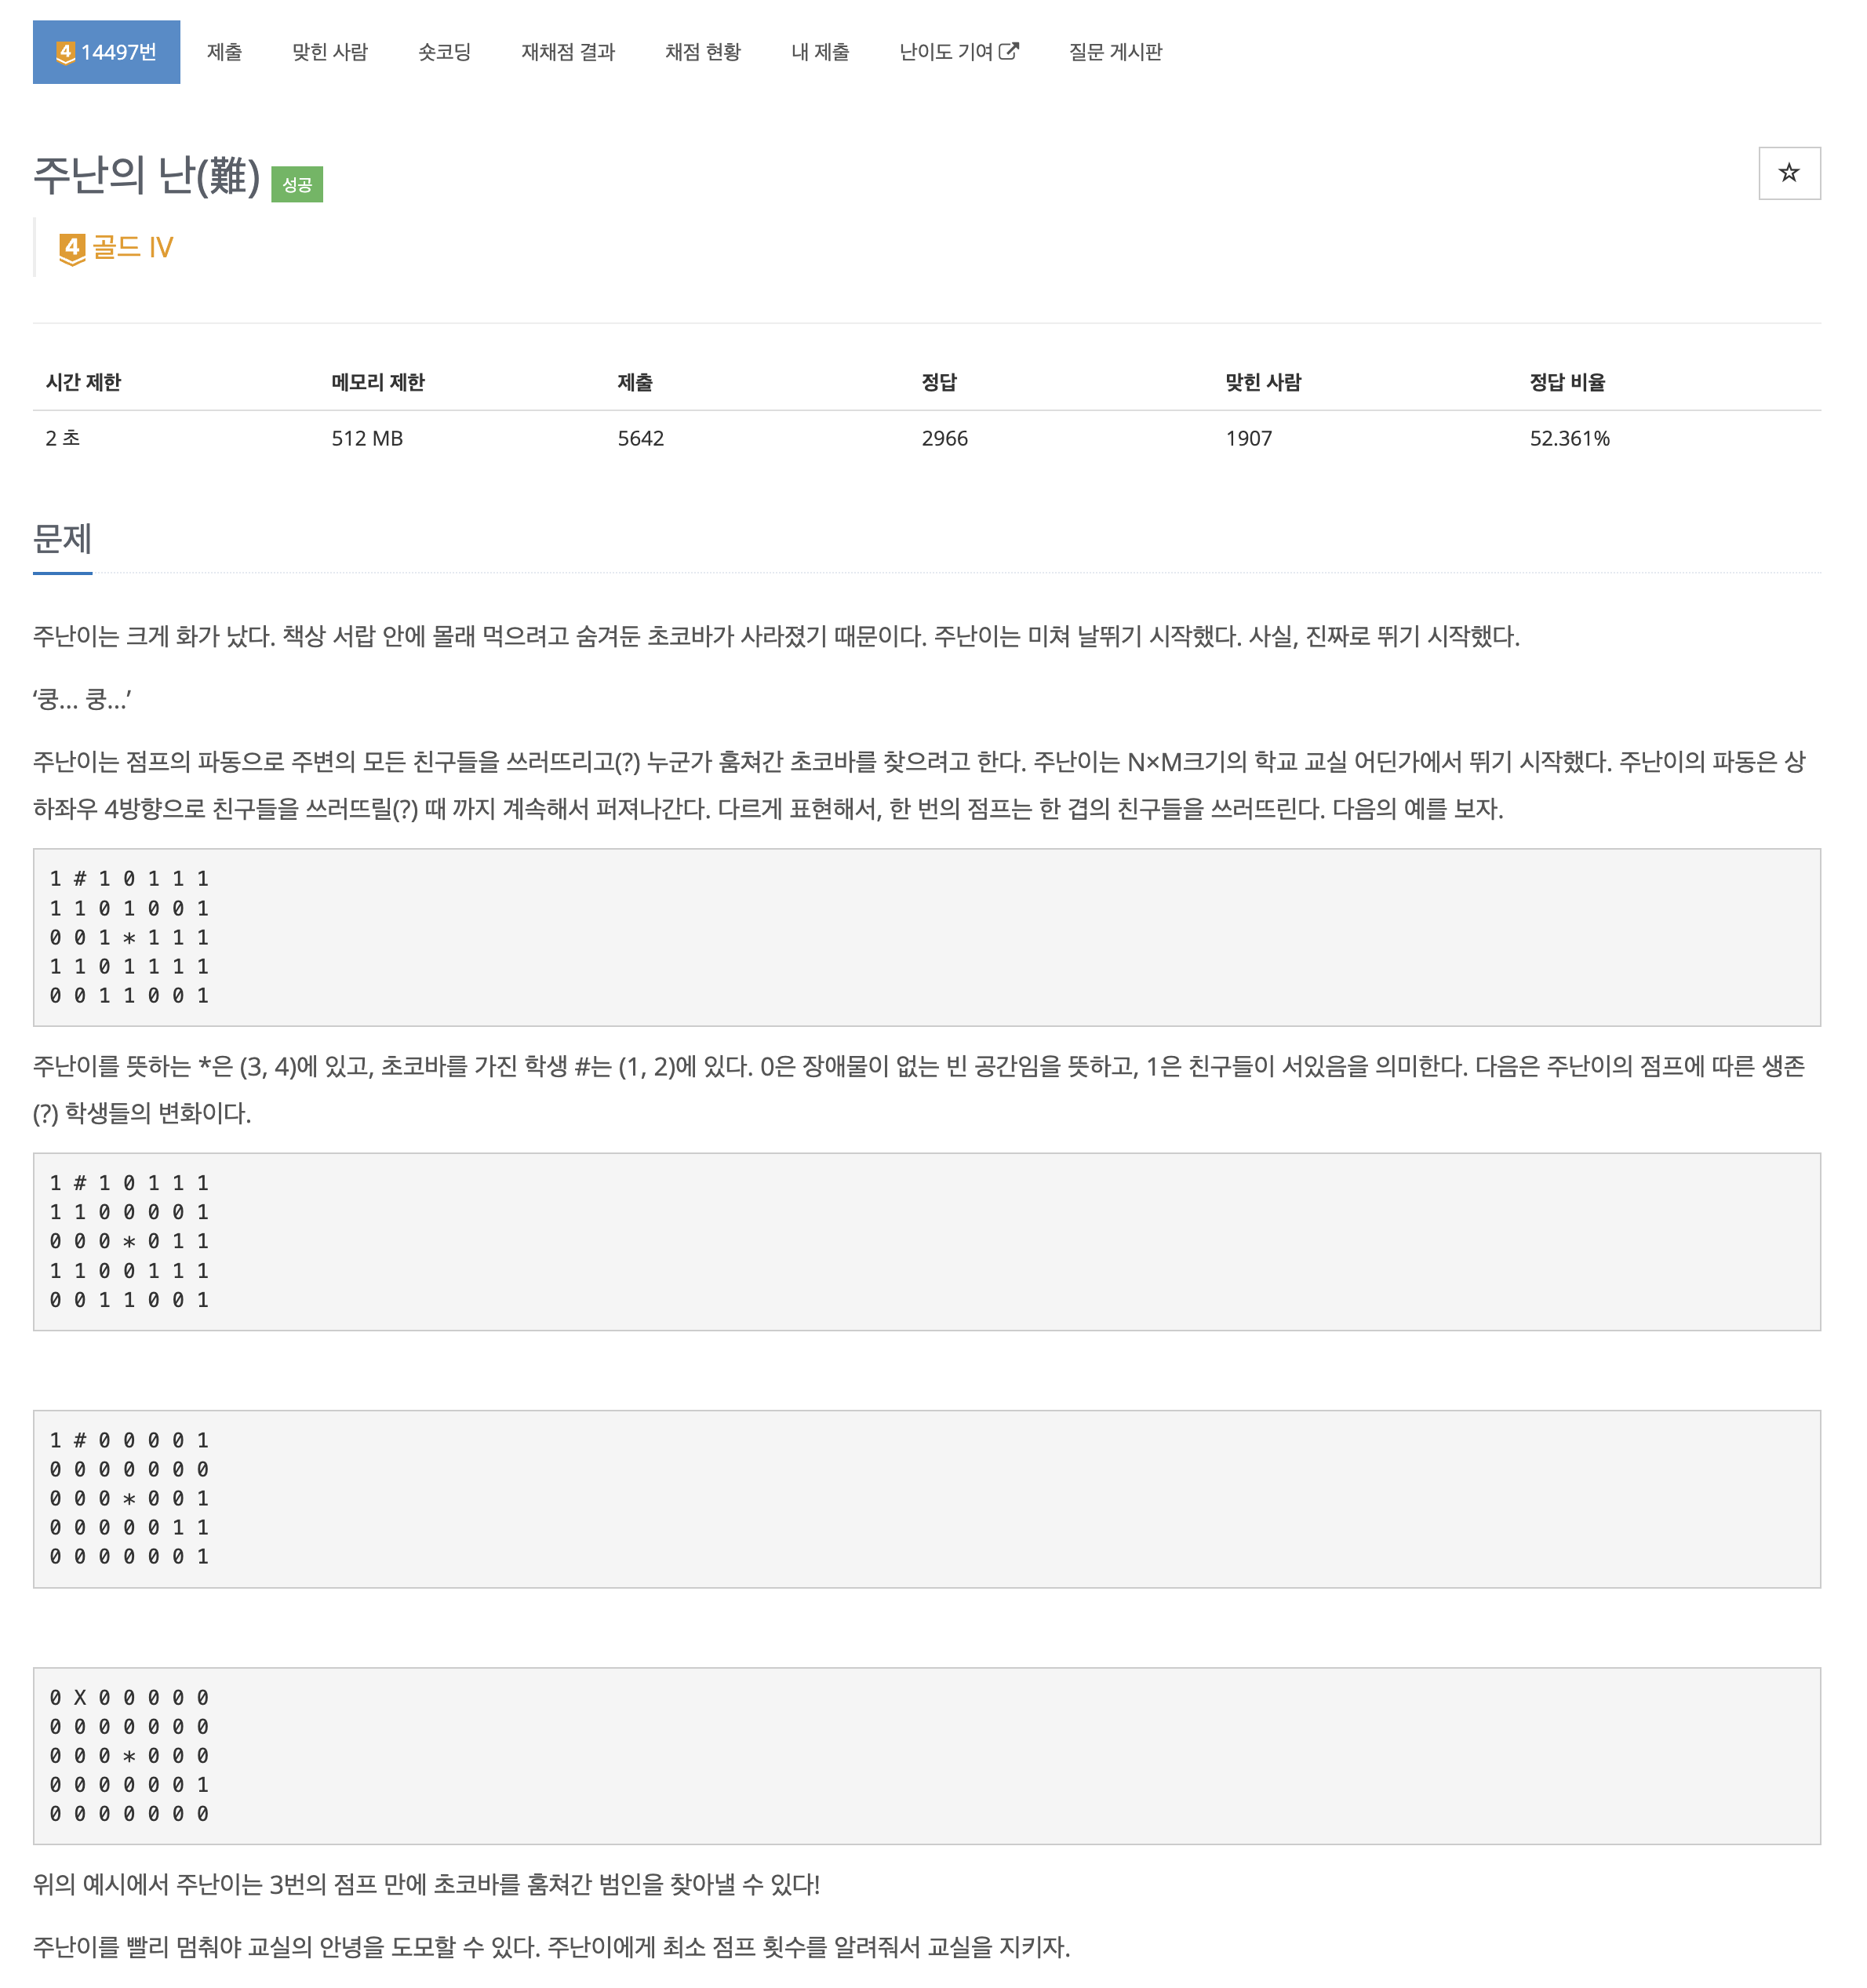 4 14497번 제출 맞힌 사람 숏코딩 재채점 결과 채점 현황 내 제출 난이도 기여 질문 게시판
주난의 난(難) 성공
4 골드 IV
시간 제한 메모리 제한 제출 정답 맞힌 사람 정답 비율
2 초 512 MB 5642 2966 1907 52.361%
문제
주난이는 크게 화가 났다. 책상 서랍 안에 몰래 먹으려고 숨겨둔 초코바가 사라졌기 때문이다. 주난이는 미쳐 날뛰기 시작했다. 사실, 진짜로 뛰기 시작했다.
‘쿵... 쿵...’
주난이는 점프의 파동으로 주변의 모든 친구들을 쓰러뜨리고(?) 누군가 훔쳐간 초코바를 찾으려고 한다. 주난이는 N×M크기의 학교 교실 어딘가에서 뛰기 시작했다. 주난이의 파동은 상
하좌우 4방향으로 친구들을 쓰러뜨릴(?) 때 까지 계속해서 퍼져나간다. 다르게 표현해서, 한 번의 점프는 한 겹의 친구들을 쓰러뜨린다. 다음의 예를 보자.
1 # 1 0 1 1 1
1 1 0 1 0 0 1
0 0 1 * 1 1 1
1 1 0 1 1 1 1
0 0 1 1 0 0 1
주난이를 뜻하는 *은 (3, 4)에 있고, 초코바를 가진 학생 #는 (1, 2)에 있다. 0은 장애물이 없는 빈 공간임을 뜻하고, 1은 친구들이 서있음을 의미한다. 다음은 주난이의 점프에 따른 생존
(?) 학생들의 변화이다.
1 # 1 0 1 1 1
1 1 0 0 0 0 1
0 0 0 * 0 1 1
1 1 0 0 1 1 1
0 0 1 1 0 0 1
1 # 0 0 0 0 1
0 0 0 0 0 0 0
0 0 0 * 0 0 1
0 0 0 0 0 1 1
0 0 0 0 0 0 1
0 X 0 0 0 0 0
0 0 0 0 0 0 0
0 0 0 * 0 0 0
0 0 0 0 0 0 1
0 0 0 0 0 0 0
위의 예시에서 주난이는 3번의 점프 만에 초코바를 훔쳐간 범인을 찾아낼 수 있다!
주난이를 빨리 멈춰야 교실의 안녕을 도모할 수 있다. 주난이에게 최소 점프 횟수를 알려줘서 교실을 지키자.